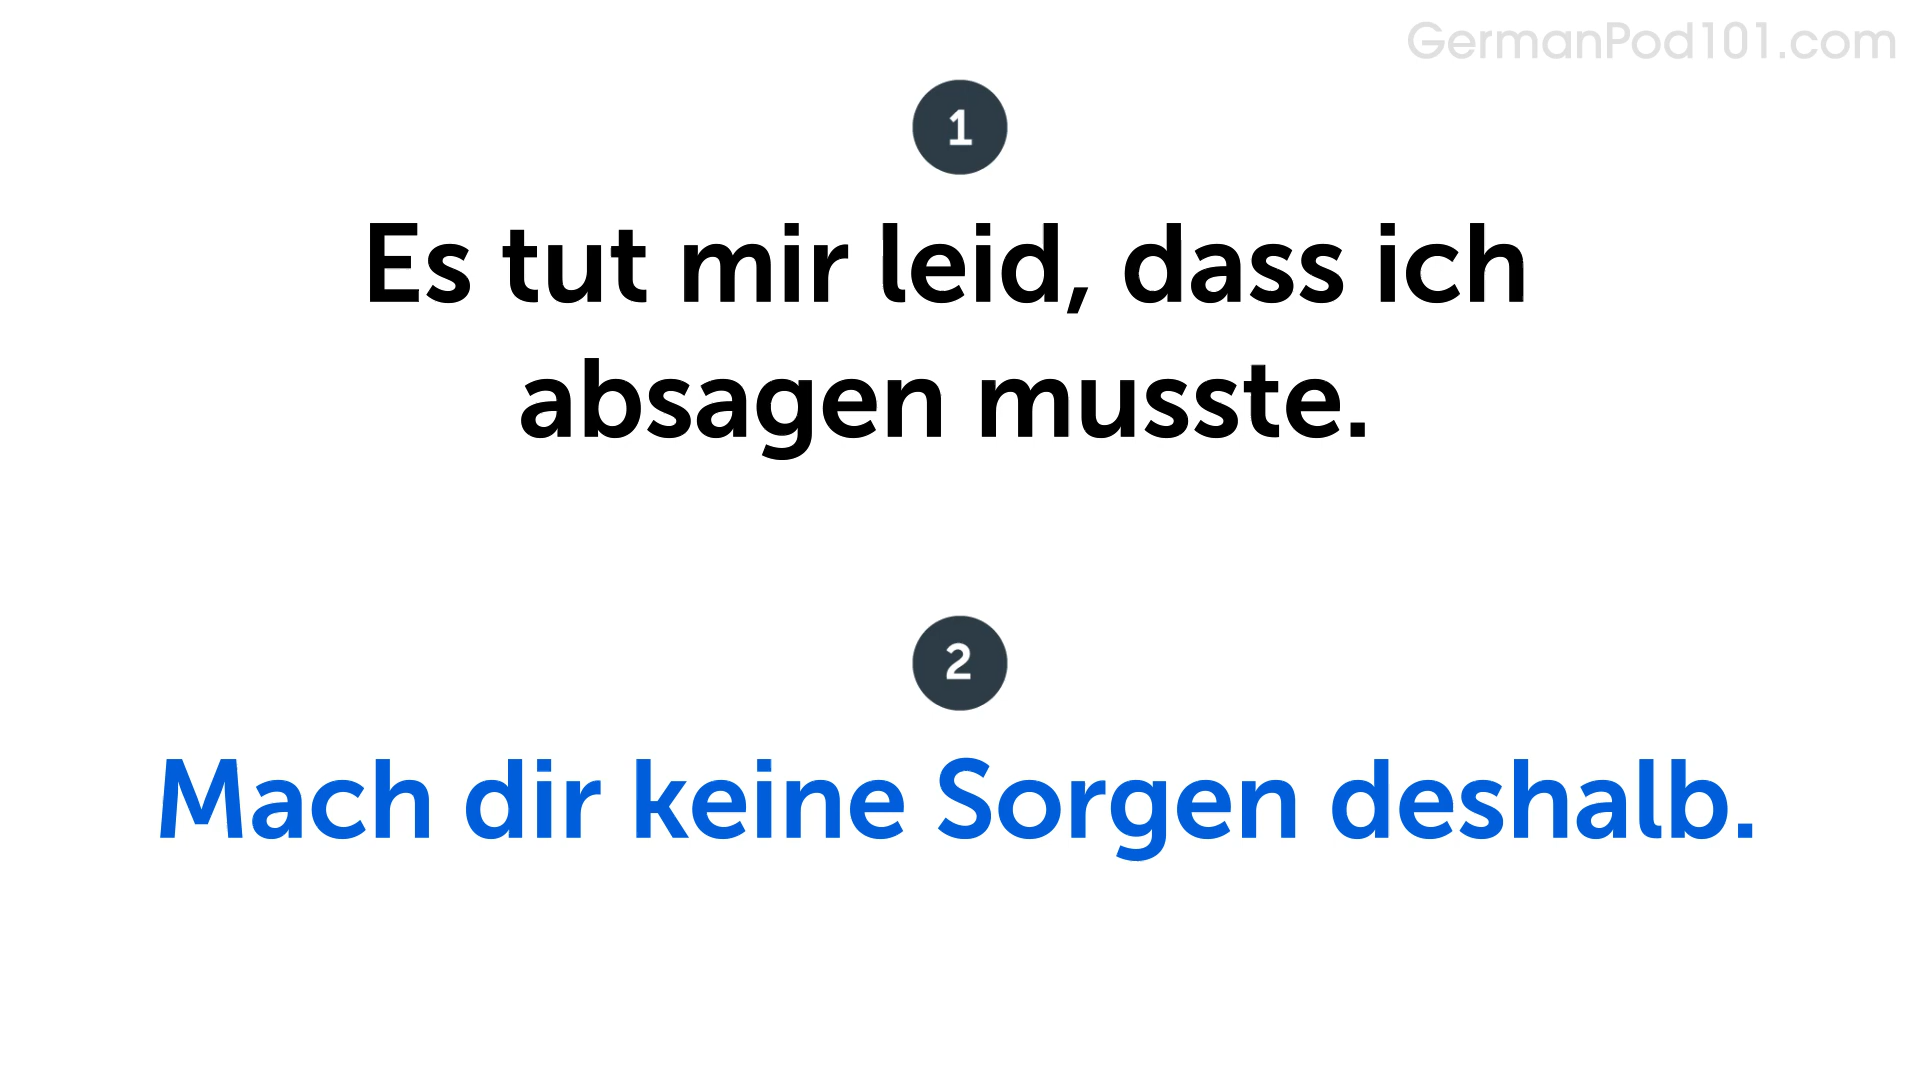 GermanPod101.com
1
Es tut mir leid, dass ich
absagen musste.
2
Mach dir keine Sorgen deshalb.